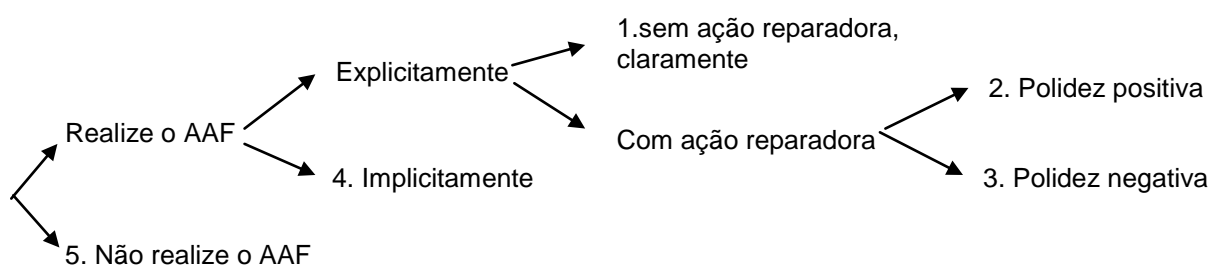 1.sem ação reparadora,
claramente
Explicitamente
2. Polidez positiva
Realize o AAF
Com ação reparadora
4. Implicitamente
3. Polidez negativa
5. Não realize o AAF